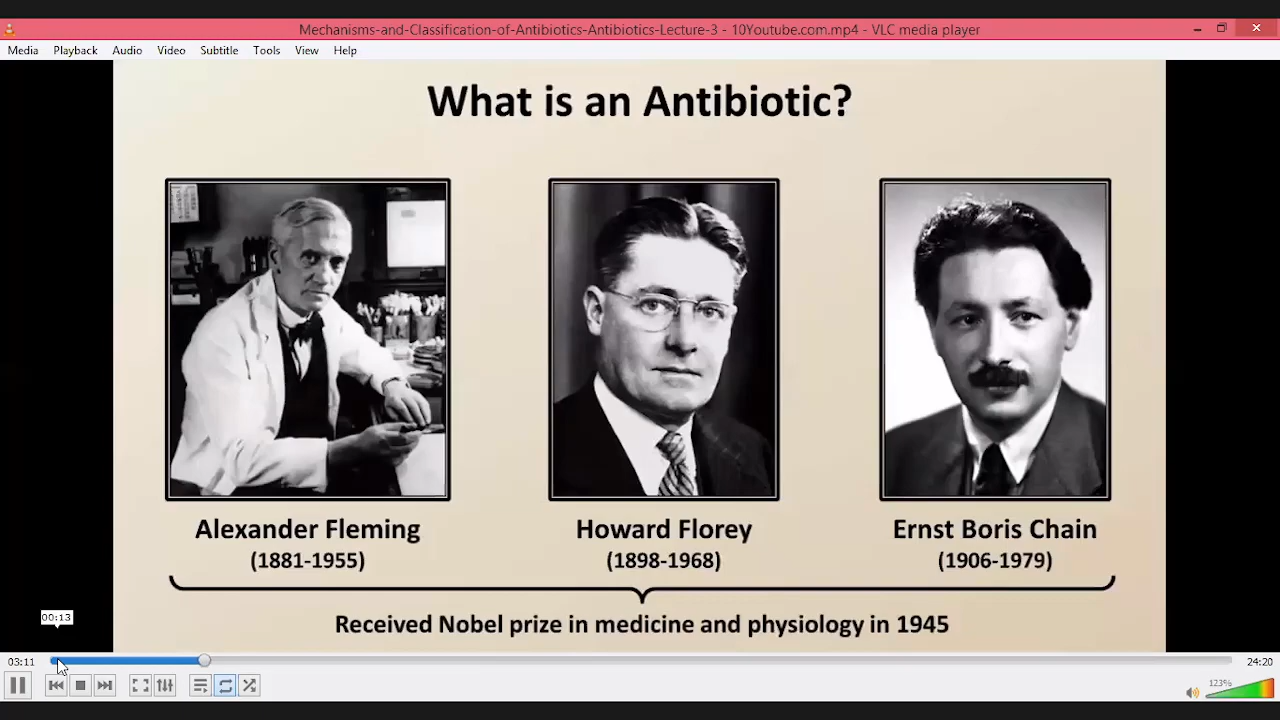 Mechanisms-and-Classification-of-Antibiotics-Antibiotics-Lecture-3 - 10Youtube.com.mp4 - VLC media player
Media Playback Audio Video Subtitle Tools View Help
What is an Antibiotic?
Alexander Fleming
(1881-1955)
Howard Florey
(1898-1968)
Ernst Boris Chain
(1906-1979)
Received Nobel prize in medicine and physiology in 1945
00:13
03:11
24:20
123%